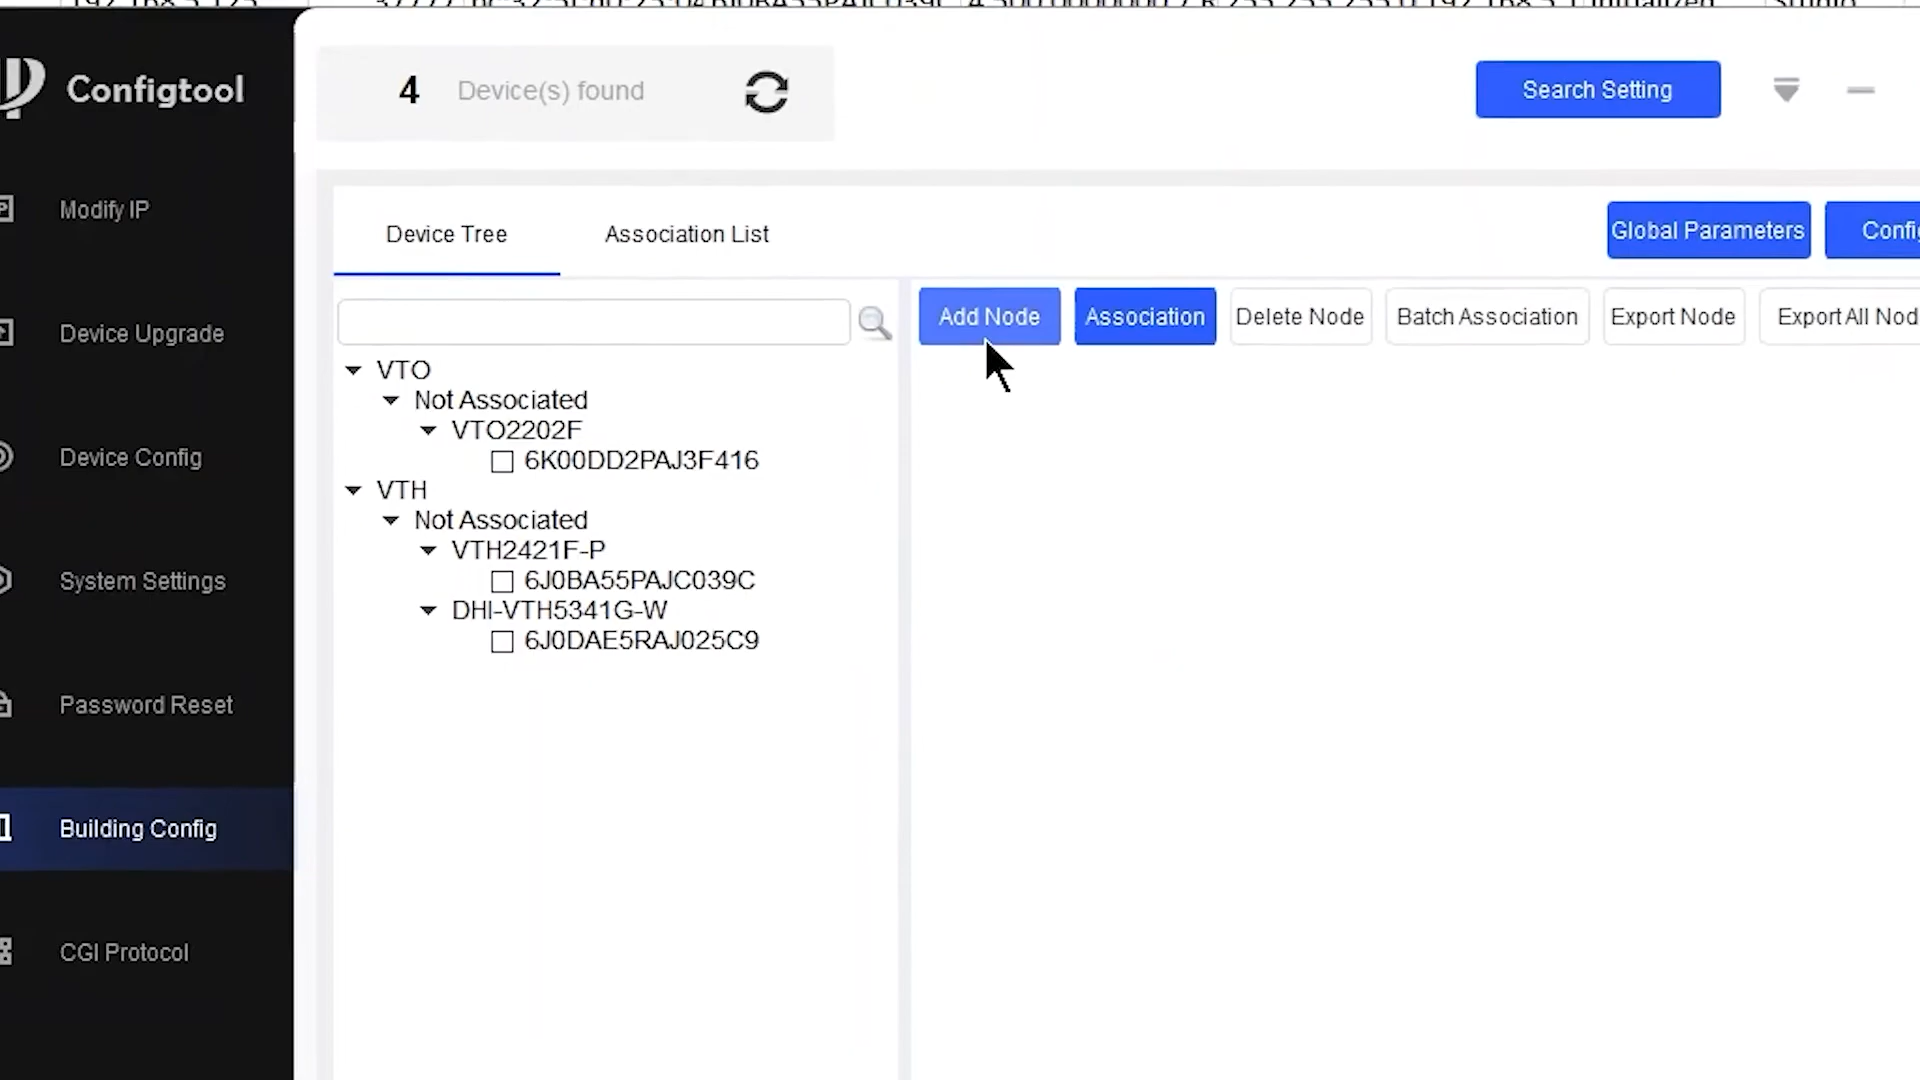 Configtool
4 Device(s) found
Search Setting
Modify IP
Device Upgrade
Device Config
System Settings
Password Reset
Building Config
CGI Protocol
Device Tree
Association List
Global Parameters
Add Node
Association
Delete Node
Batch Association
Export Node
Export All
VTO
Not Associated
VTO2202F
6K00DD2PAJ3F416
VTH
Not Associated
VTH2421F-P
6J0BA55PAJC039C
DHI-VTH5341G-W
6J0DAE5RAJ025C9